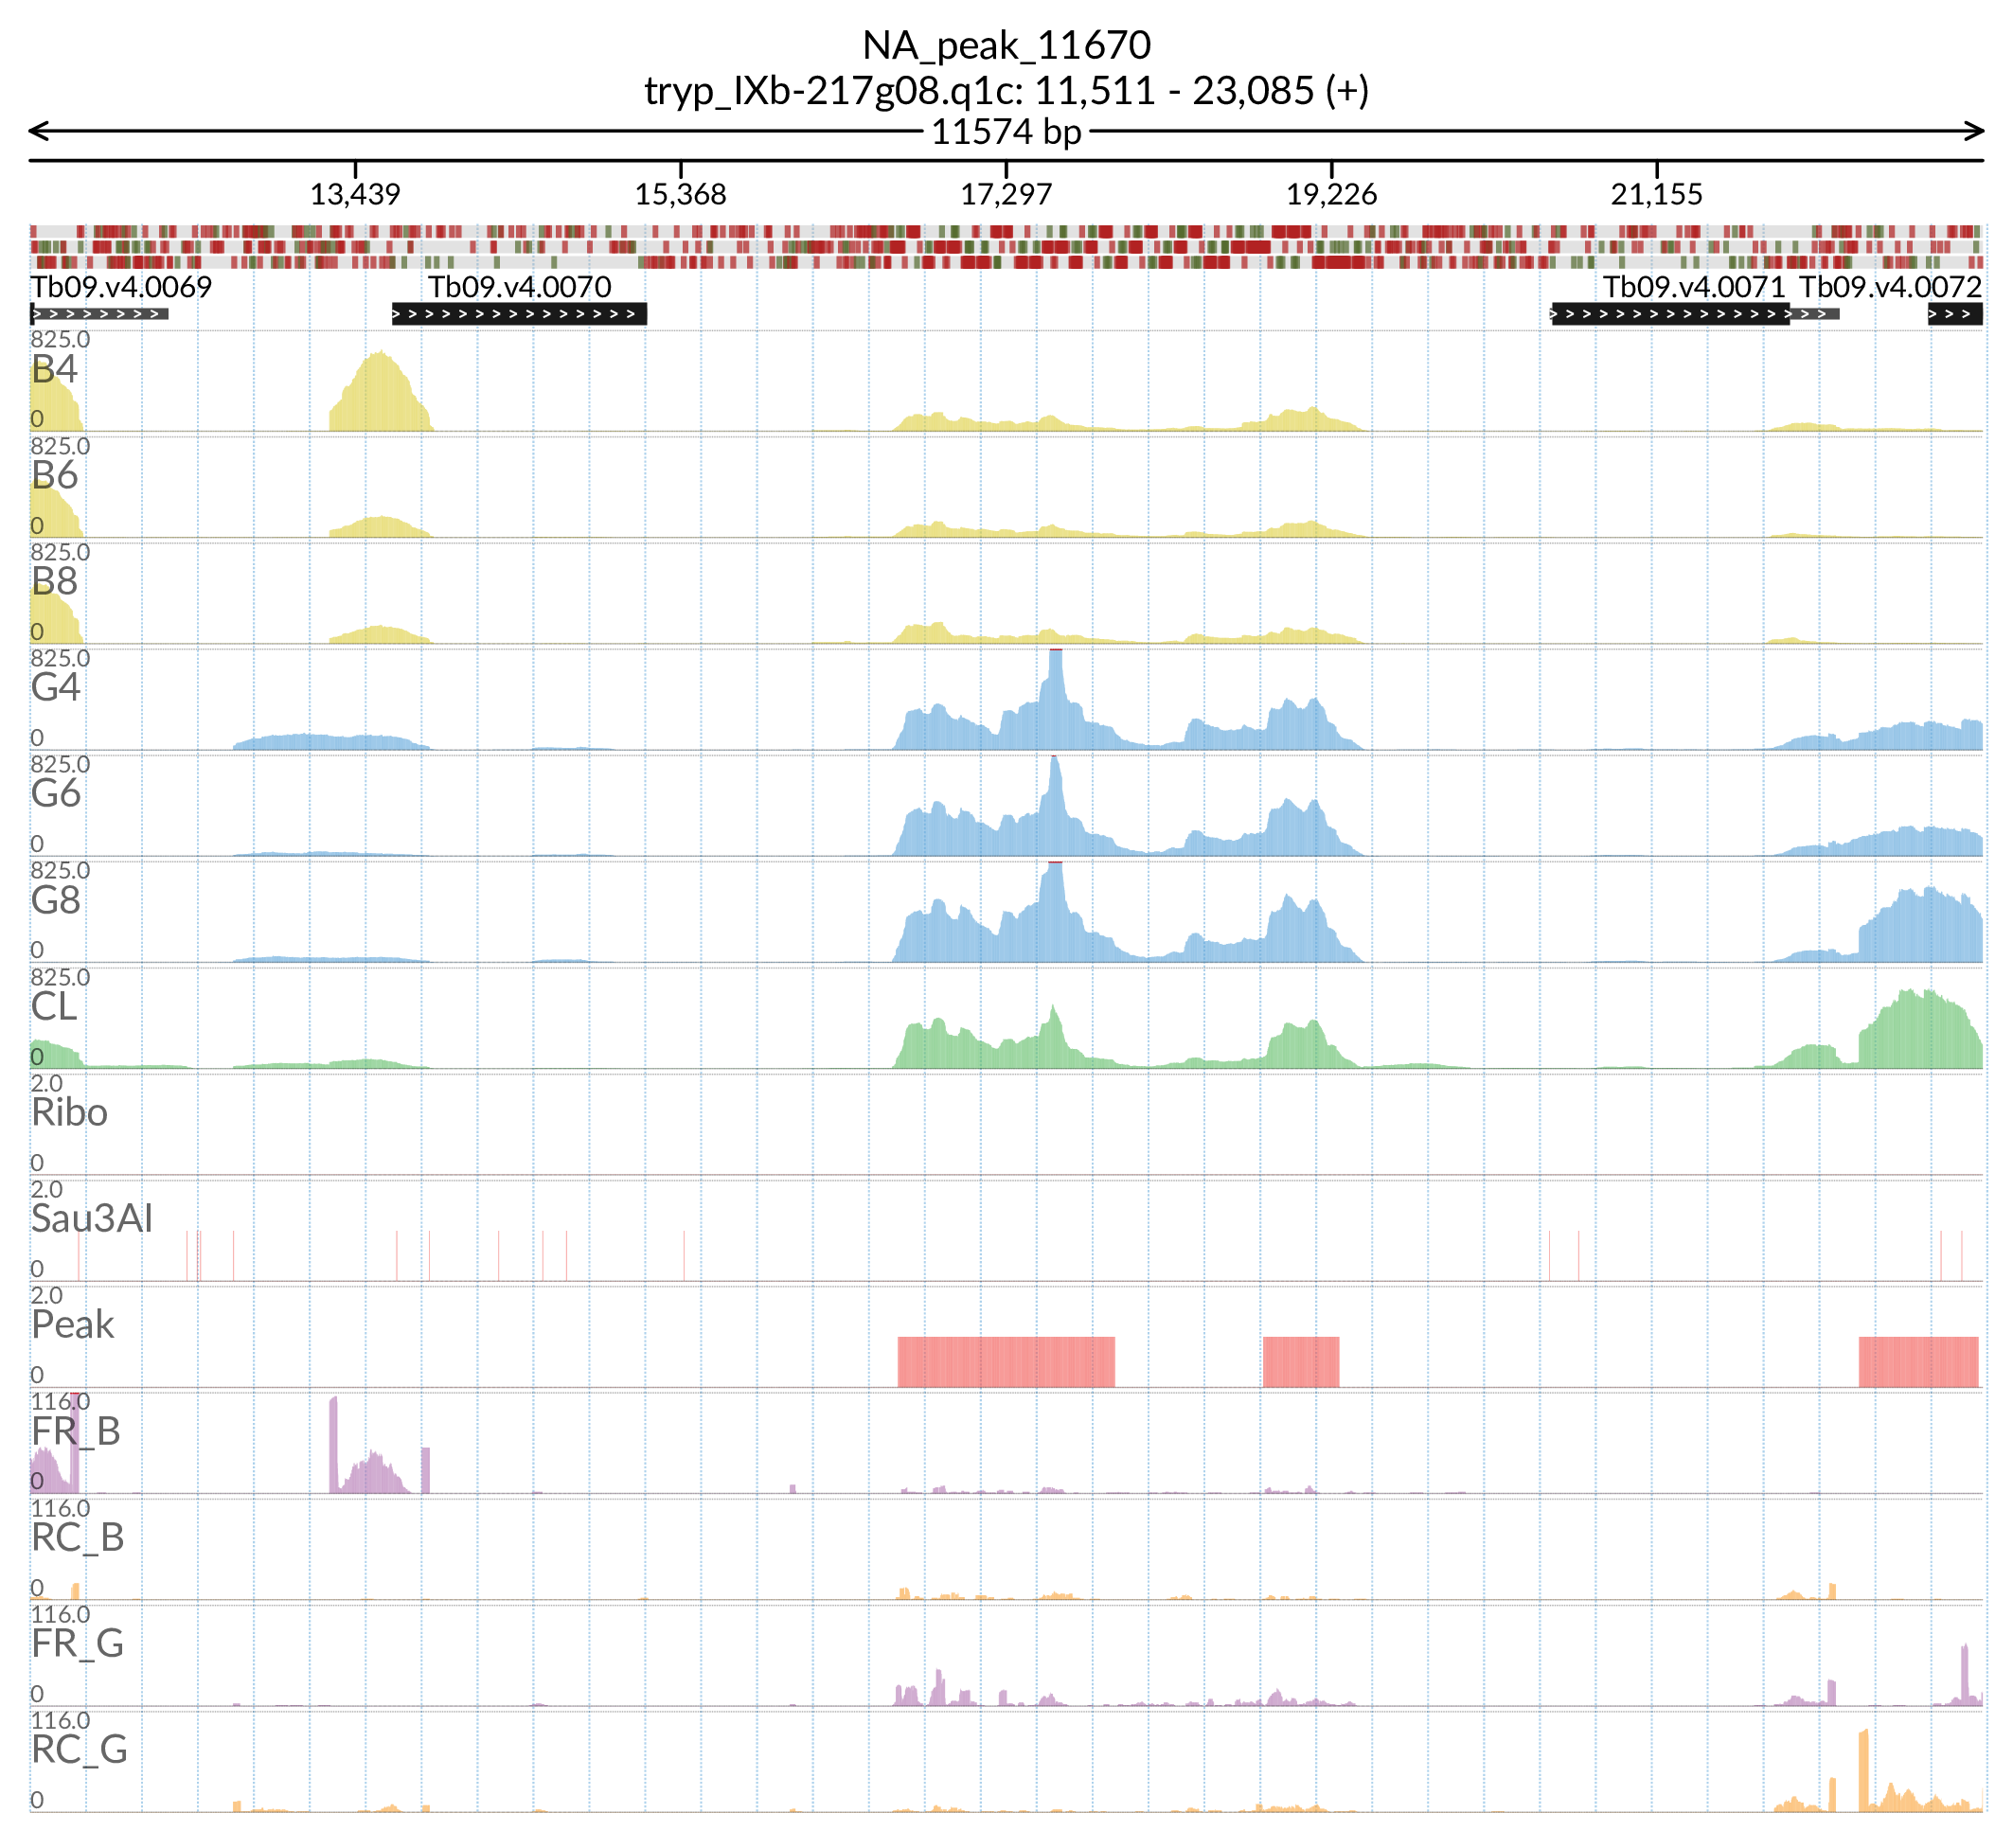 NA_peak_11670
tryp_IXb-217g08.q1c: 11,511 - 23,085 (+)
11574 bp
13,439 15,368 17,297 19,226 21,155
Tb09.v4.0069 Tb09.v4.0070 Tb09.v4.0071 Tb09.v4.0072
825.0
B4
0
825.0
B6
0
825.0
B8
0
825.0
G4
0
825.0
G6
0
825.0
G8
0
825.0
CL
0
2.0
Ribo
0
2.0
Sau3AI
0
2.0
Peak
0
116.0
FR_B
0
116.0
RC_B
0
116.0
FR_G
0
116.0
RC_G
0